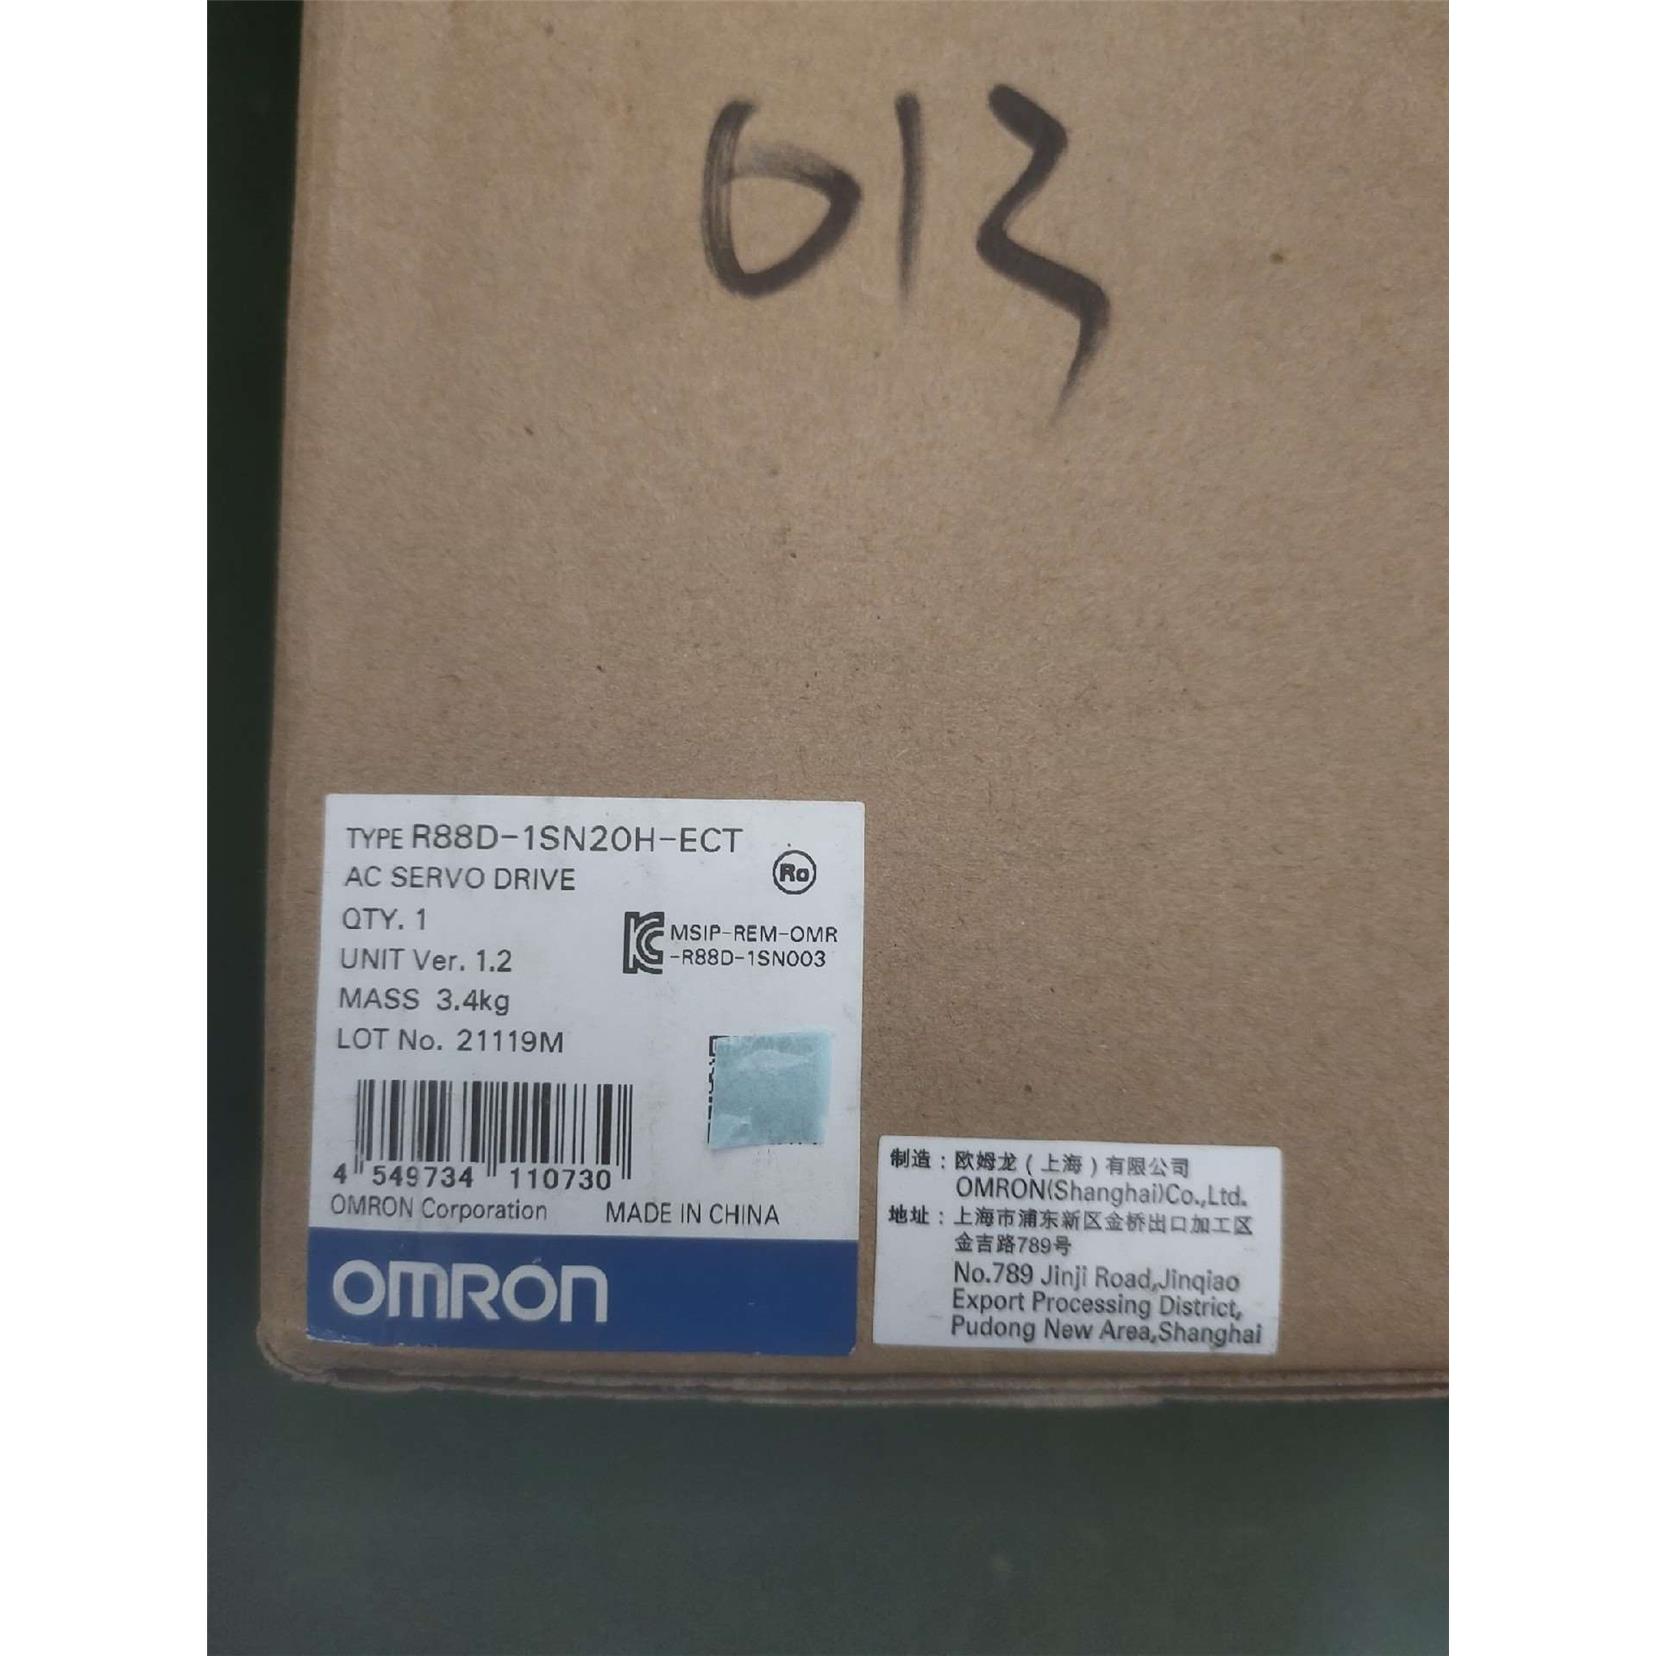 013
TYPE R88D-1SN20H-ECT
AC SERVO DRIVE
Ro
QTY. 1
UNIT Ver. 1.2
MSIP-REM-OMR
-R88D-1SN003
MASS 3.4kg
LOT No. 21119M
4 549734 110730
OMRON Corporation MADE IN CHINA
OMRON
制造：欧姆龙（上海）有限公司
OMRON(Shanghai)Co.,Ltd.
地址：上海市浦东新区金桥出口加工区
金吉路789号
No.789 Jinji Road,Jinqiao
Export Processing District,
Pudong New Area,Shanghai